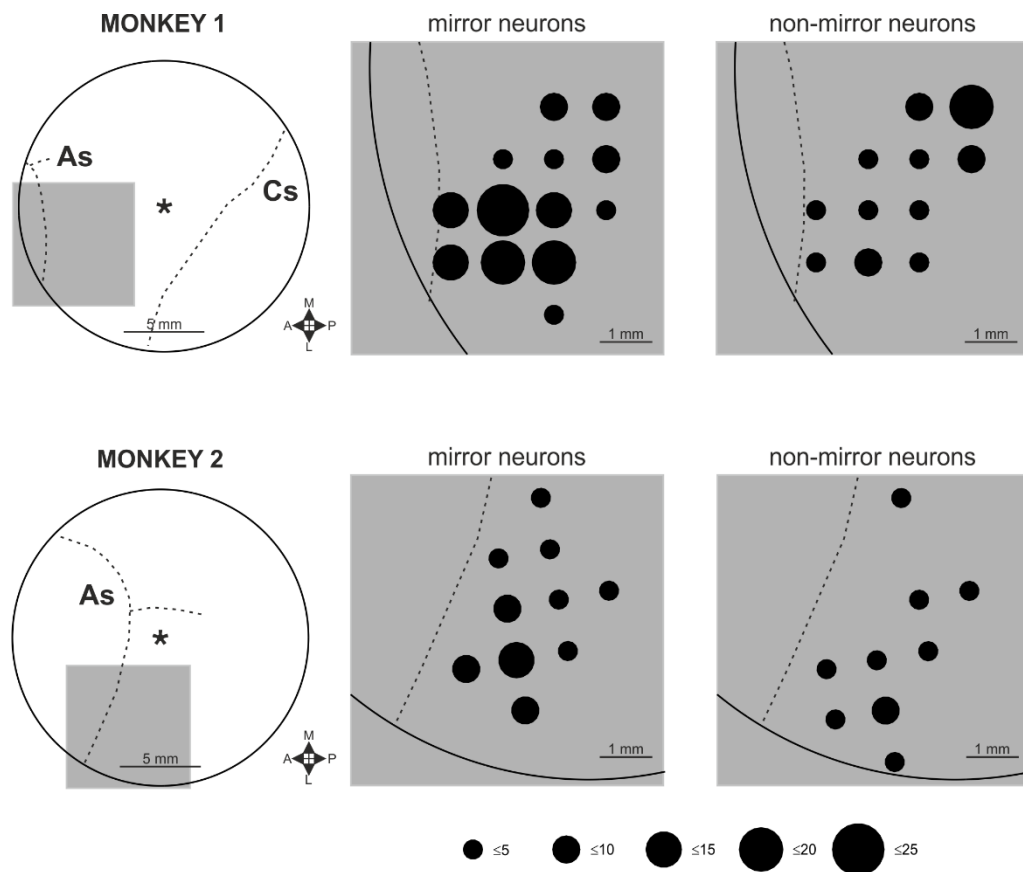 MONKEY 1
mirror neurons
non-mirror neurons
As
Cs
*
5 mm
M
A P
L
1 mm
1 mm
MONKEY 2
mirror neurons
non-mirror neurons
As
*
5 mm
M
A P
L
1 mm
1 mm
≤5 ≤10 ≤15 ≤20 ≤25